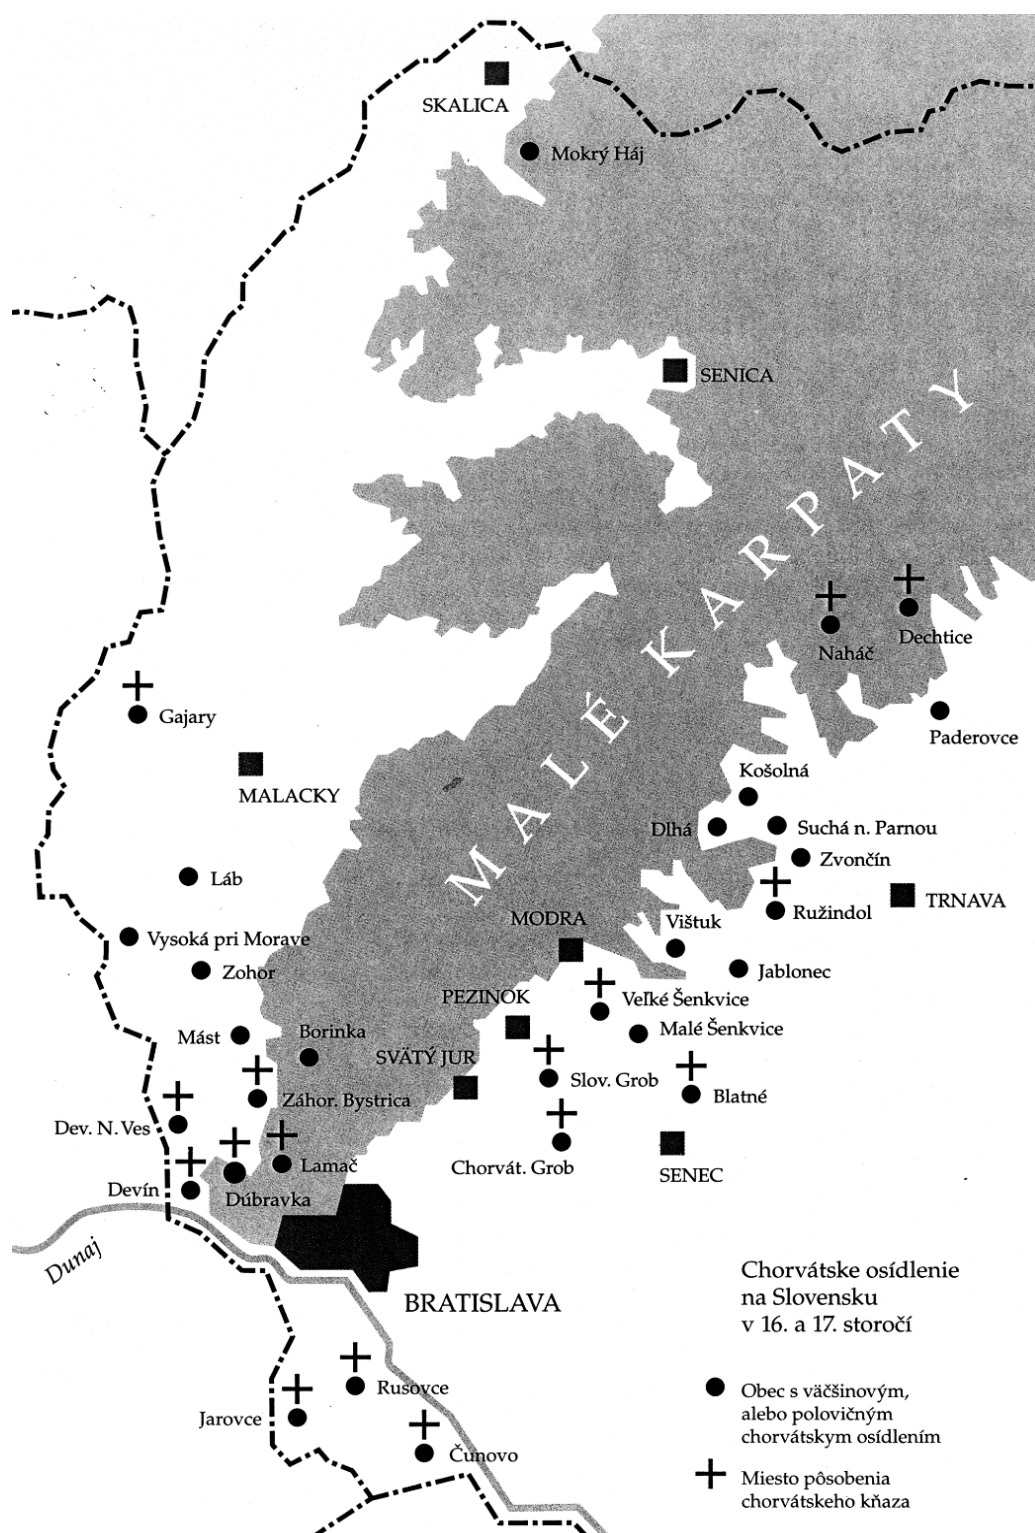 SKALICA
Mokrý Háj
SENICA
MALÉ KARPATY
Dechtice
Naháč
Gajary
Paderovce
MALACKY
Košolná
Dlhá
Suchá n. Parnou
Zvončín
Láb
TRNAVA
Ružindol
MODRA
Vištuk
Vysoká pri Morave
Zohor
Jablonec
PEZINOK
Veľké Šenkvice
Malé Šenkvice
Mást
Borinka
SVÄTÝ JUR
Slov. Grob
Záhor. Bystrica
Blatné
Dev. N. Ves
Chorvát. Grob
Lamač
SENEC
Devín
Dúbravka
Dunaj
BRATISLAVA
Chorvátske osídlenie
na Slovensku
v 16. a 17. storočí
Rusovce
Jarovce
Čunovo
Obec s väčšinovým,
alebo polovičným
chorvátskym osídlením
Miesto pôsobenia
chorvátskeho kňaza